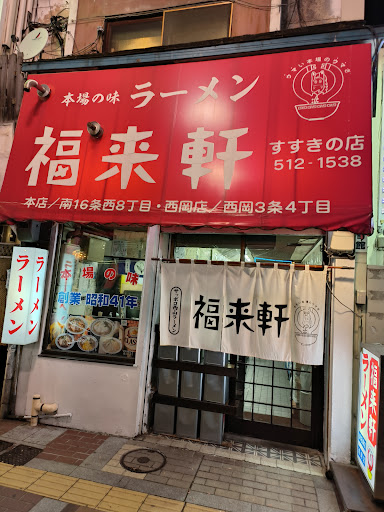 本場の味 ラーメン
福来軒
すすきの店
512-1538
本店/南16条西8丁目・西岡店/西岡3条4丁目
ラーメン
本場の味
創業・昭和41年
福来軒
福来軒
ラーメン